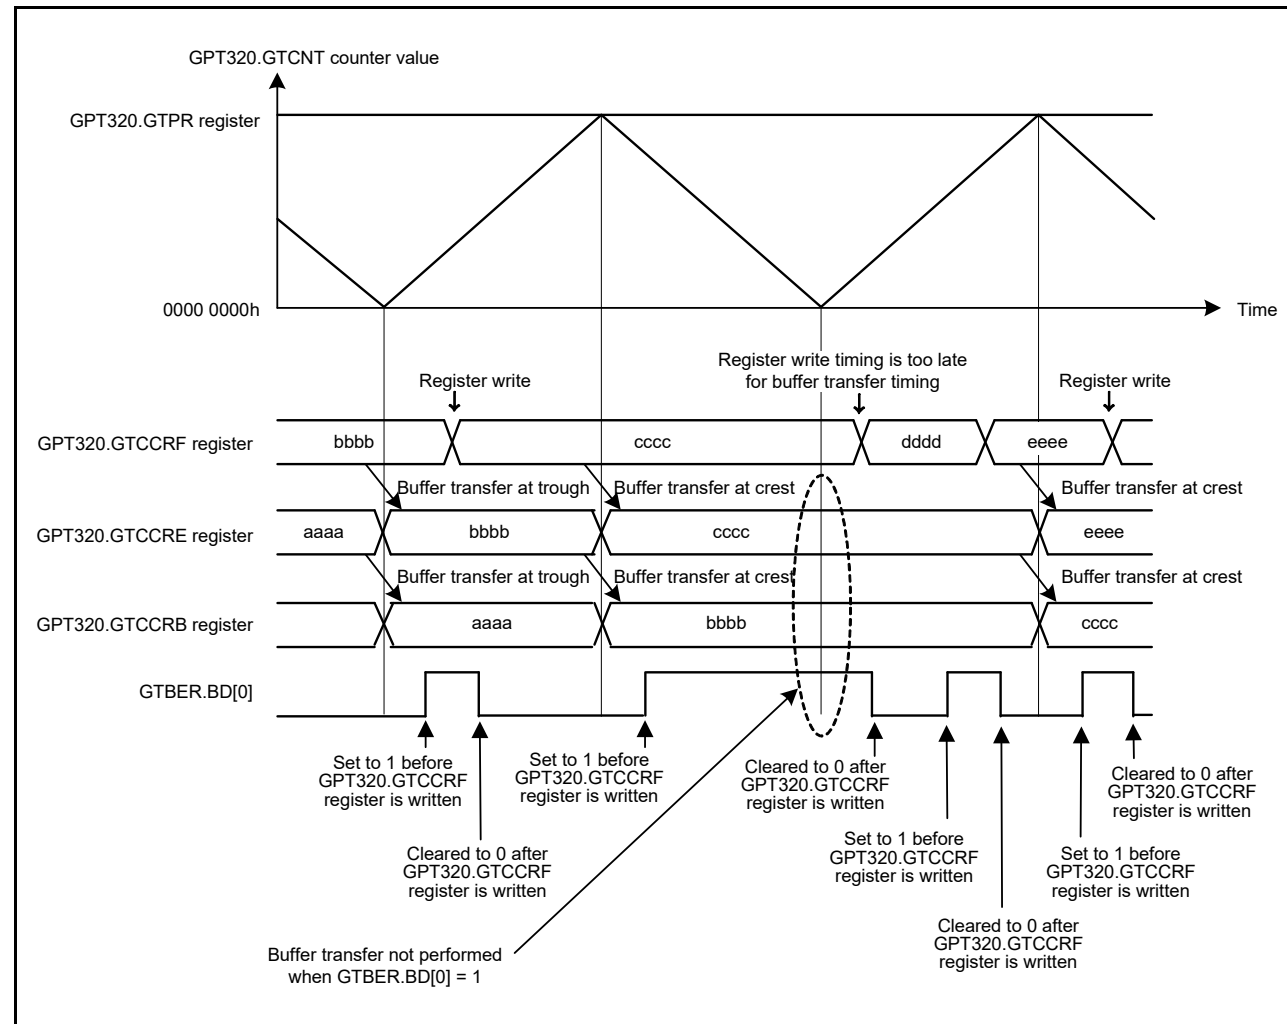 GPT320.GTCNT counter value
GPT320.GTPR register
0000 0000h
Time
Register write timing is too late
for buffer transfer timing
Register write
Register write
GPT320.GTCCRF register
bbbb
cccc
dddd
eeee
Buffer transfer at trough
Buffer transfer at crest
Buffer transfer at crest
GPT320.GTCCRE register
aaaa
bbbb
cccc
eeee
Buffer transfer at trough
Buffer transfer at crest
Buffer transfer at crest
GPT320.GTCCRB register
aaaa
bbbb
cccc
GTBER.BD[0]
Set to 1 before
GPT320.GTCCRF
register is written
Set to 1 before
GPT320.GTCCRF
register is written
Cleared to 0 after
GPT320.GTCCRF
register is written
Cleared to 0 after
GPT320.GTCCRF
register is written
Cleared to 0 after
GPT320.GTCCRF
register is written
Set to 1 before
GPT320.GTCCRF
register is written
Set to 1 before
GPT320.GTCCRF
register is written
Cleared to 0 after
GPT320.GTCCRF
register is written
Buffer transfer not performed
when GTBER.BD[0] = 1